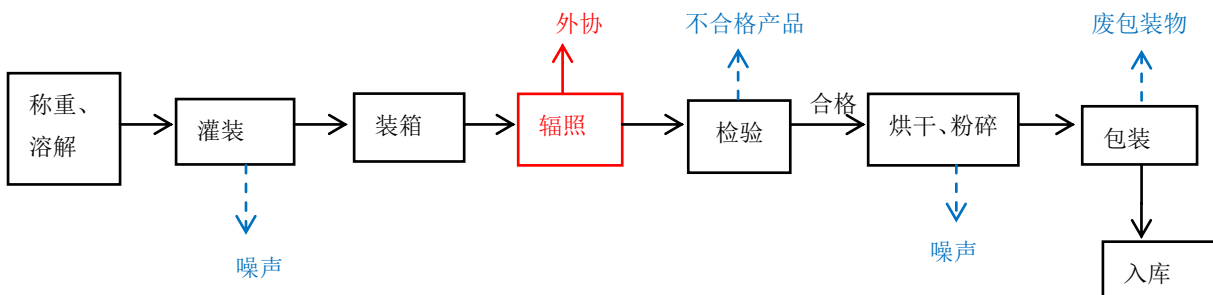 外协
不合格产品
废包装物
称重、
溶解
灌装
装箱
辐照
检验
合格
烘干、粉碎
包装
噪声
噪声
入库